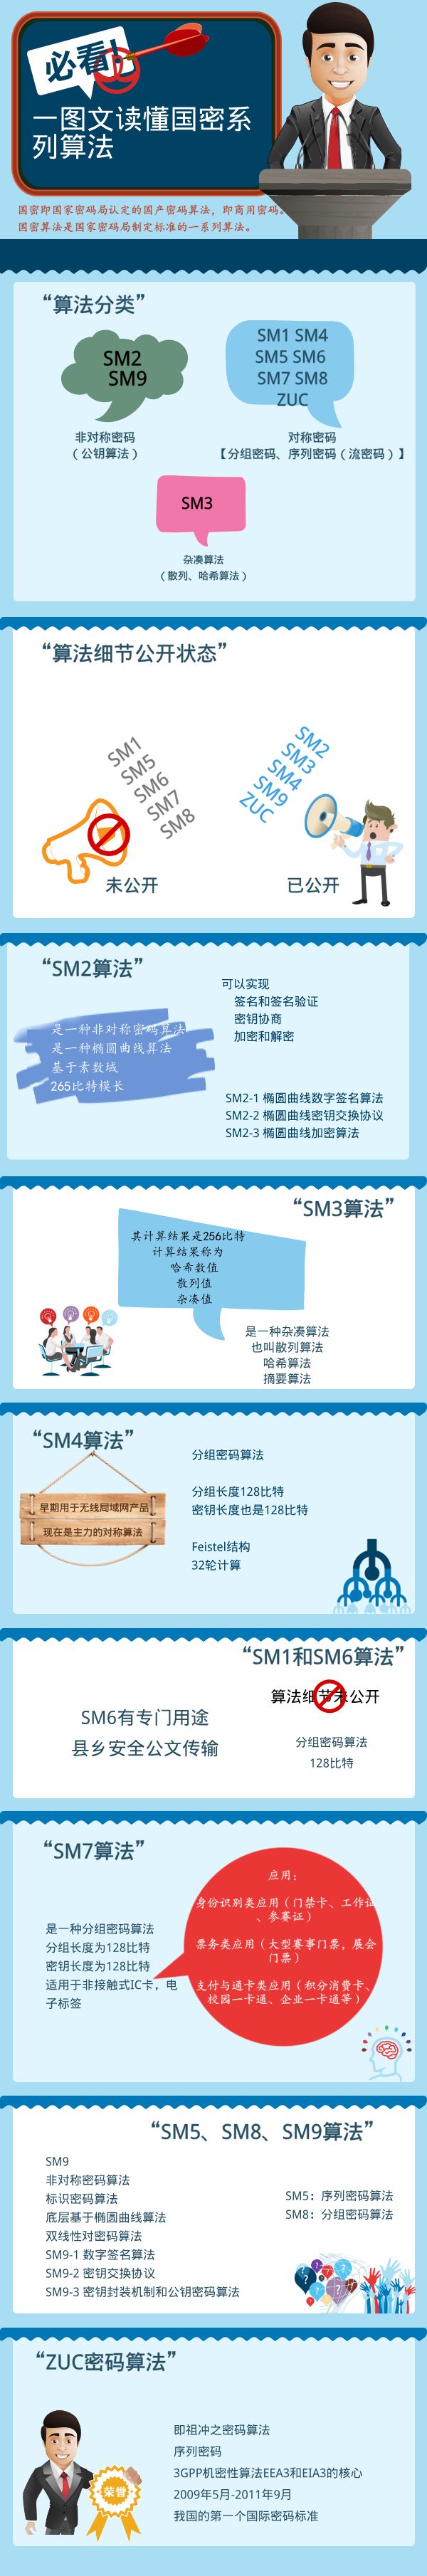 必看!
一图文读懂国密系
列算法
国密即国家密码局认定的国产密码算法，即商用密码。
国密算法是国家密码局制定标准的一系列算法。
“算法分类”
SM2
SM9
SM1 SM4
SM5 SM6
SM7 SM8
ZUC
非对称密码
（公钥算法）
对称密码
【分组密码、序列密码（流密码）】
SM3
杂凑算法
（散列、哈希算法）
“算法细节公开状态”
SM1
SM5
SM6
SM7
SM8
未公开
SM2
SM3
SM4
SM9
ZUC
已公开
“SM2算法”
是一种非对称密码算法
是一种椭圆曲线算法
基于素数域
265比特模长
可以实现
签名和签名验证
密钥协商
加密和解密
SM2-1 椭圆曲线数字签名算法
SM2-2 椭圆曲线密钥交换协议
SM2-3 椭圆曲线加密算法
“SM3算法”
其计算结果是256比特
计算结果称为
哈希数值
散列值
杂凑值
是一种杂凑算法
也叫散列算法
哈希算法
摘要算法
“SM4算法”
早期用于无线局域网产品
现在是主力的对称算法
分组密码算法
分组长度128比特
密钥长度也是128比特
Feistel结构
32轮计算
“SM1和SM6算法”
算法细节未公开
SM6有专门用途
县乡安全公文传输
分组密码算法
128比特
“SM7算法”
是一种分组密码算法
分组长度为128比特
密钥长度为128比特
适用于非接触式IC卡，电
子标签
应用：
身份识别类应用（门禁卡、工作证
、参赛证）
票务类应用（大型赛事门票，展会
门票）
支付与通卡类应用（积分消费卡、
校园一卡通、企业一卡通等）
“SM5、SM8、SM9算法”
SM9
非对称密码算法
标识密码算法
底层基于椭圆曲线算法
双线性对密码算法
SM9-1 数字签名算法
SM9-2 密钥交换协议
SM9-3 密钥封装机制和公钥密码算法
SM5：序列密码算法
SM8：分组密码算法
“ZUC密码算法”
荣誉
即祖冲之密码算法
序列密码
3GPP机密性算法EEA3和EIA3的核心
2009年5月-2011年9月
我国的第一个国际密码标准